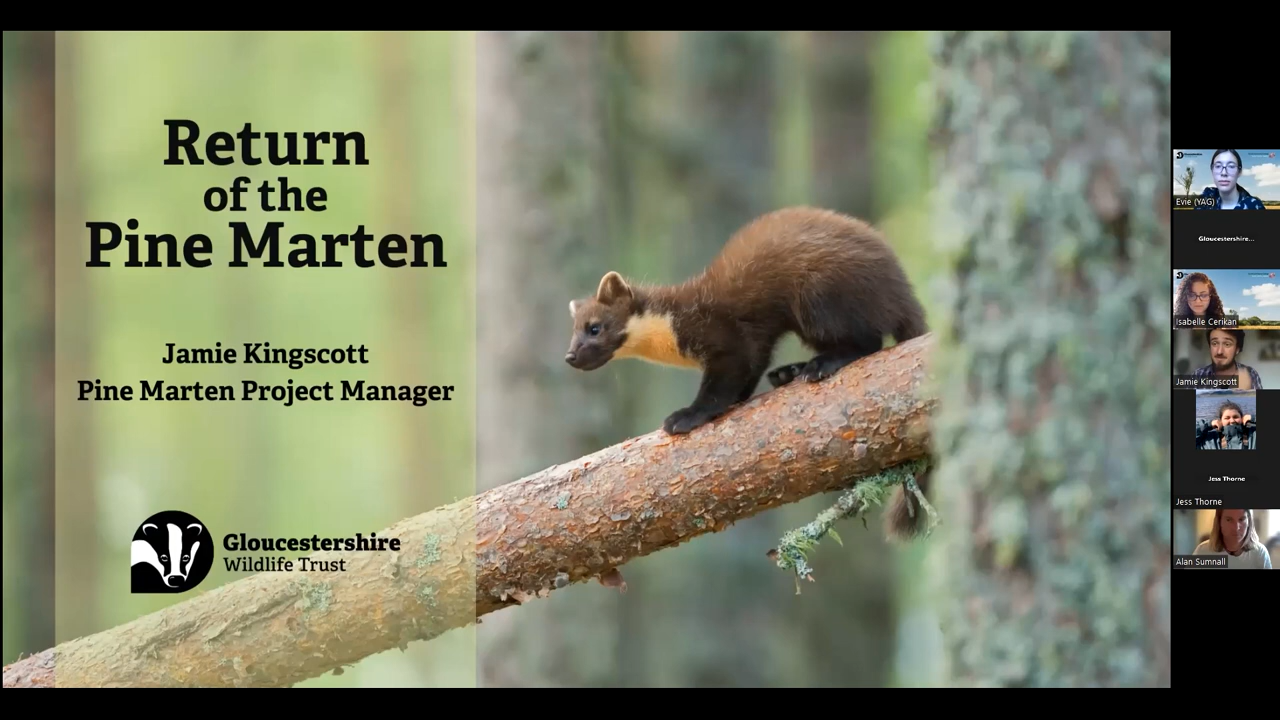 Return
of the
Pine Marten
Jamie Kingscott
Pine Marten Project Manager
Gloucestershire
Wildlife Trust
Evie (YAG)
Gloucestershire...
Isabelle Cerikan
Jamie Kingscott
Jess Thorne
Jess Thorne
Alan Sumnall